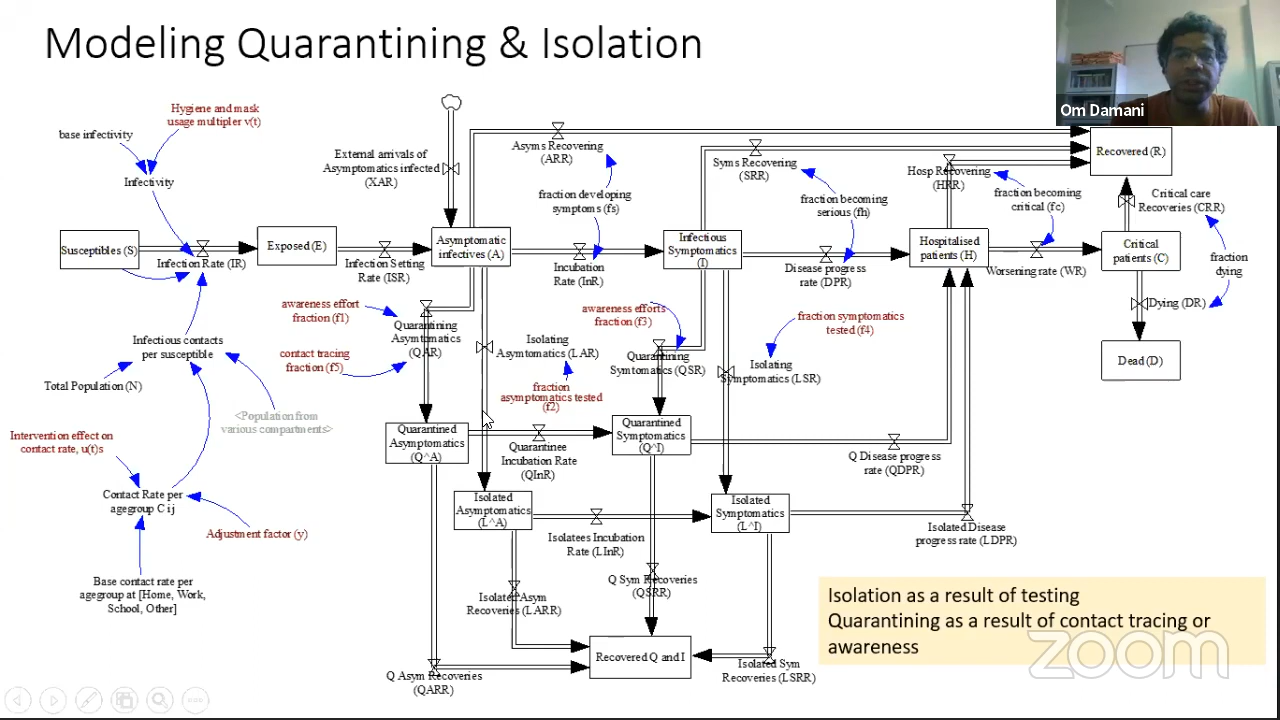 Modeling Quarantining & Isolation
Om Damani
Hygiene and mask
usage multiplier v(t)
base infectivity
Infectivity
External arrivals of
Asymptomatics infected
(XAR)
Asyms Recovering
(ARR)
Syms Recovering
(SRR)
Hosp Recovering
(HRR)
Recovered (R)
fraction developing
symptoms (fs)
fraction becoming
serious (fh)
fraction becoming
critical (fc)
Critical care
Recoveries (CRR)
Susceptibles (S)
Infection Rate (IR)
Exposed (E)
Infection Setting
Rate (ISR)
Asymptomatic
infectives (A)
Incubation
Rate (InR)
Infectious
Symptomatics
(I)
Disease progress
rate (DPR)
Hospitalised
patients (H)
Worsening rate (WR)
Critical
patients (C)
fraction
dying
Dying (DR)
Dead (D)
awareness effort
fraction (f1)
Quarantining
Asymtomatics
(QAR)
contact tracing
fraction (f5)
Isolating
Asymtomatics (LAR)
fraction
asymptomatics tested
(f2)
awareness efforts
fraction (f3)
Quarantining
Symtomatics (QSR)
fraction symptomatics
tested (f4)
Isolating
Symptomatics (LSR)
Infectious contacts
per susceptible
Total Population (N)
<Population from
various compartments>
Intervention effect on
contact rate, u(t)s
Contact Rate per
agegroup C ij
Adjustment factor (y)
Base contact rate per
agegroup at [Home, Work,
School, Other]
Quarantined
Asymptomatics
(Q^A)
Quarantinee
Incubation Rate
(QInR)
Quarantined
Symptomatics
(Q^I)
Q Disease progress
rate (QDPR)
Isolated
Asymptomatics
(L^A)
Isolatees Incubation
Rate (LInR)
Isolated
Symptomatics
(L^I)
Isolated Disease
progress rate (LDPR)
Isolated Asym
Recoveries (LARR)
Q Sym Recoveries
(QSRR)
Recovered Q and I
Q Asym Recoveries
(QARR)
Isolated Sym
Recoveries (LSRR)
Isolation as a result of testing
Quarantining as a result of contact tracing or
awareness
zoom